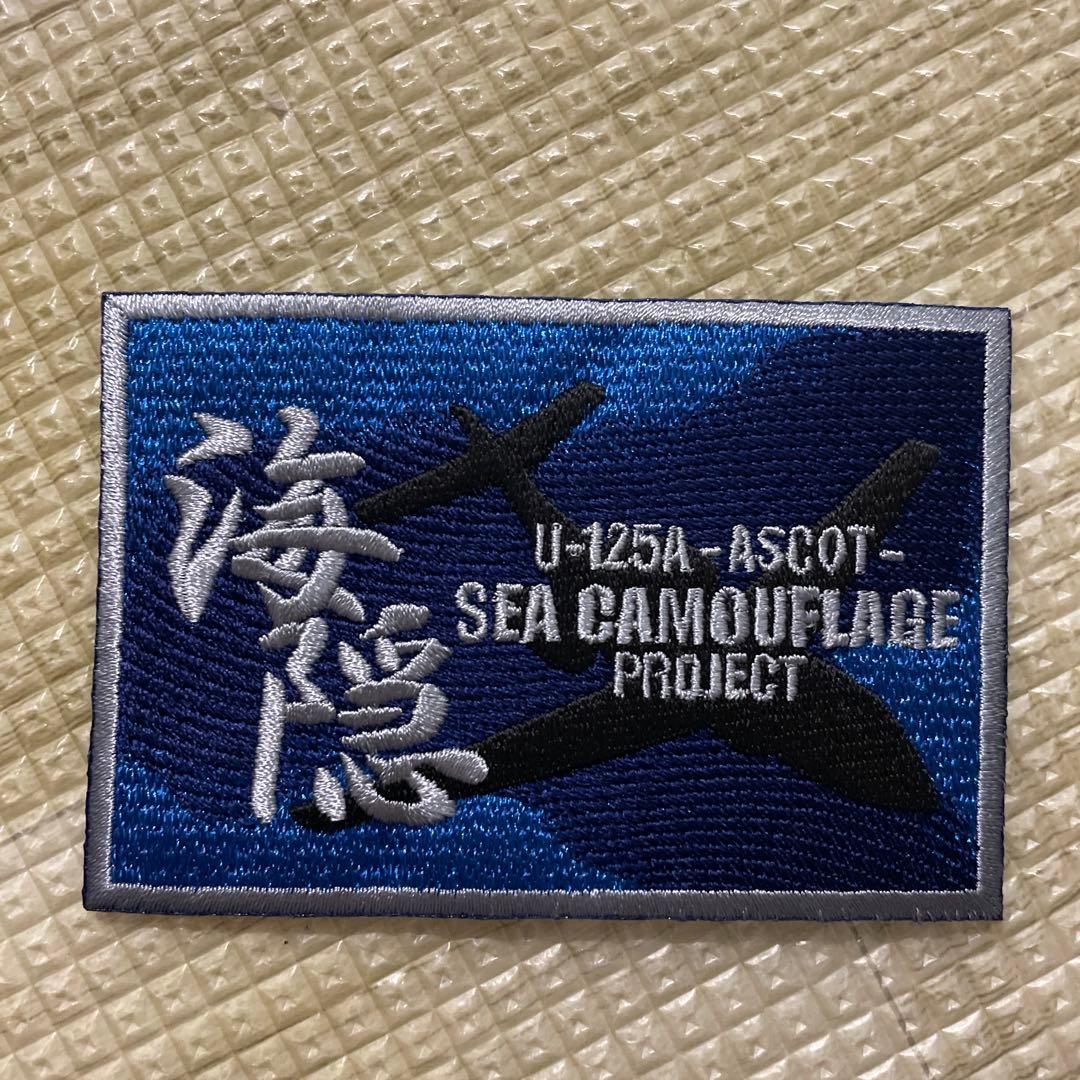 海隠
U-125A -ASCOT-
SEA CAMOUFLAGE
PROJECT